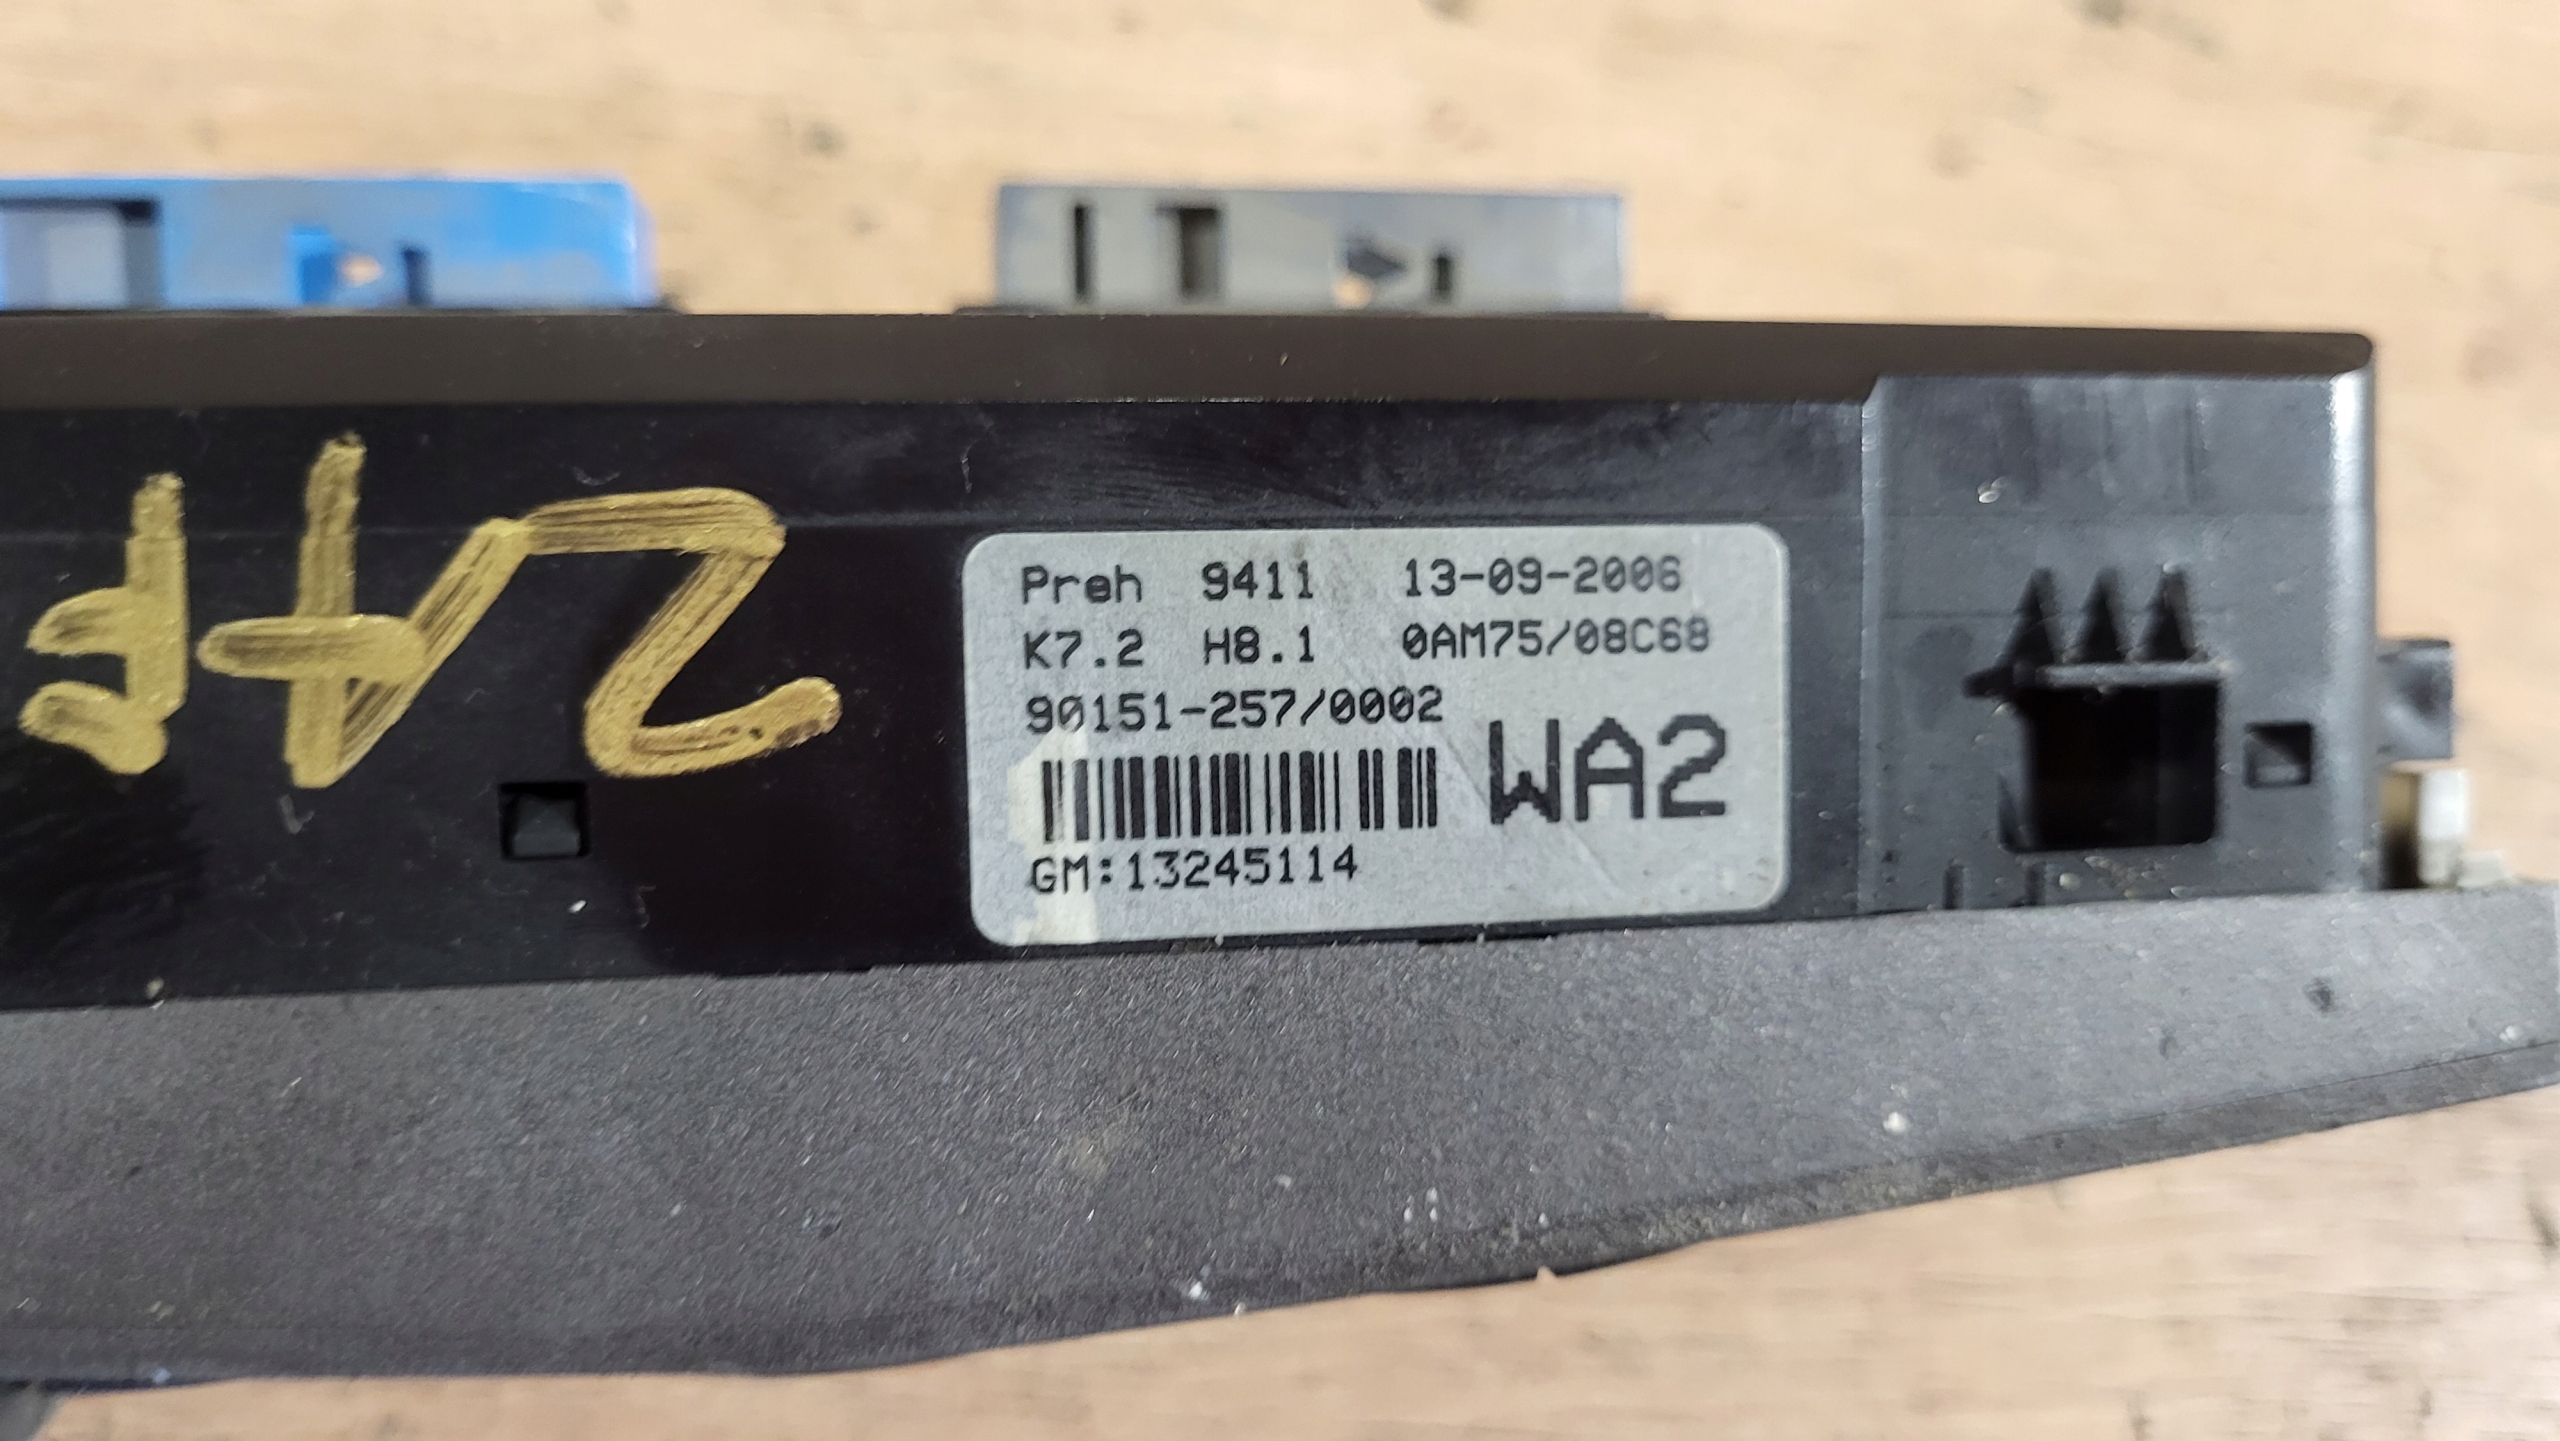 Preh 9411 13-09-2006
K7.2 H8.1 0AM75/08C68
90151-257/0002
WA2
GM:13245114